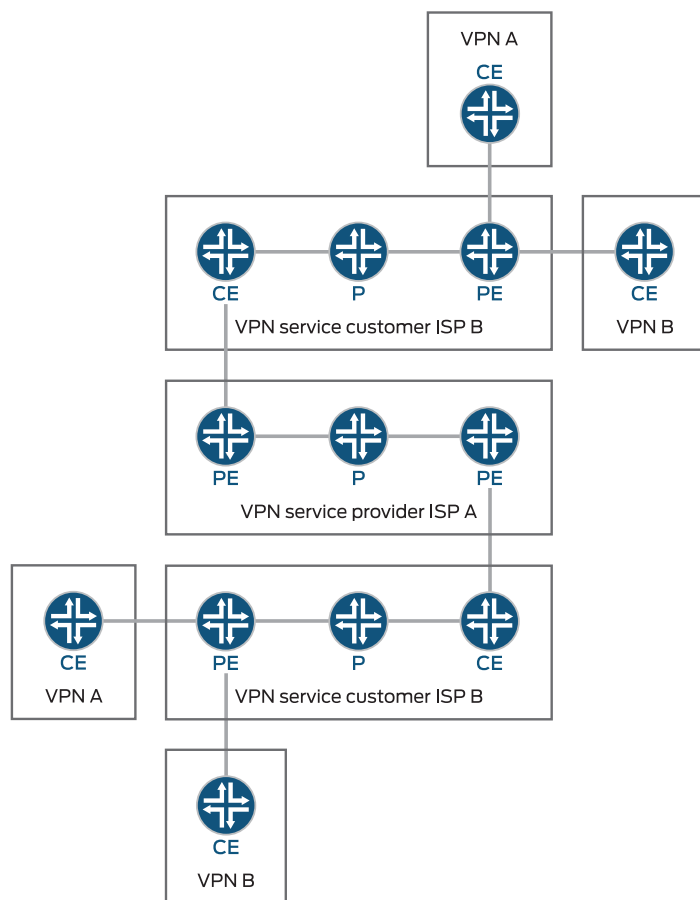 VPN A
CE
CE P PE CE
VPN service customer ISP B VPN B
PE P PE
VPN service provider ISP A
CE PE P CE
VPN A VPN service customer ISP B
CE
VPN B